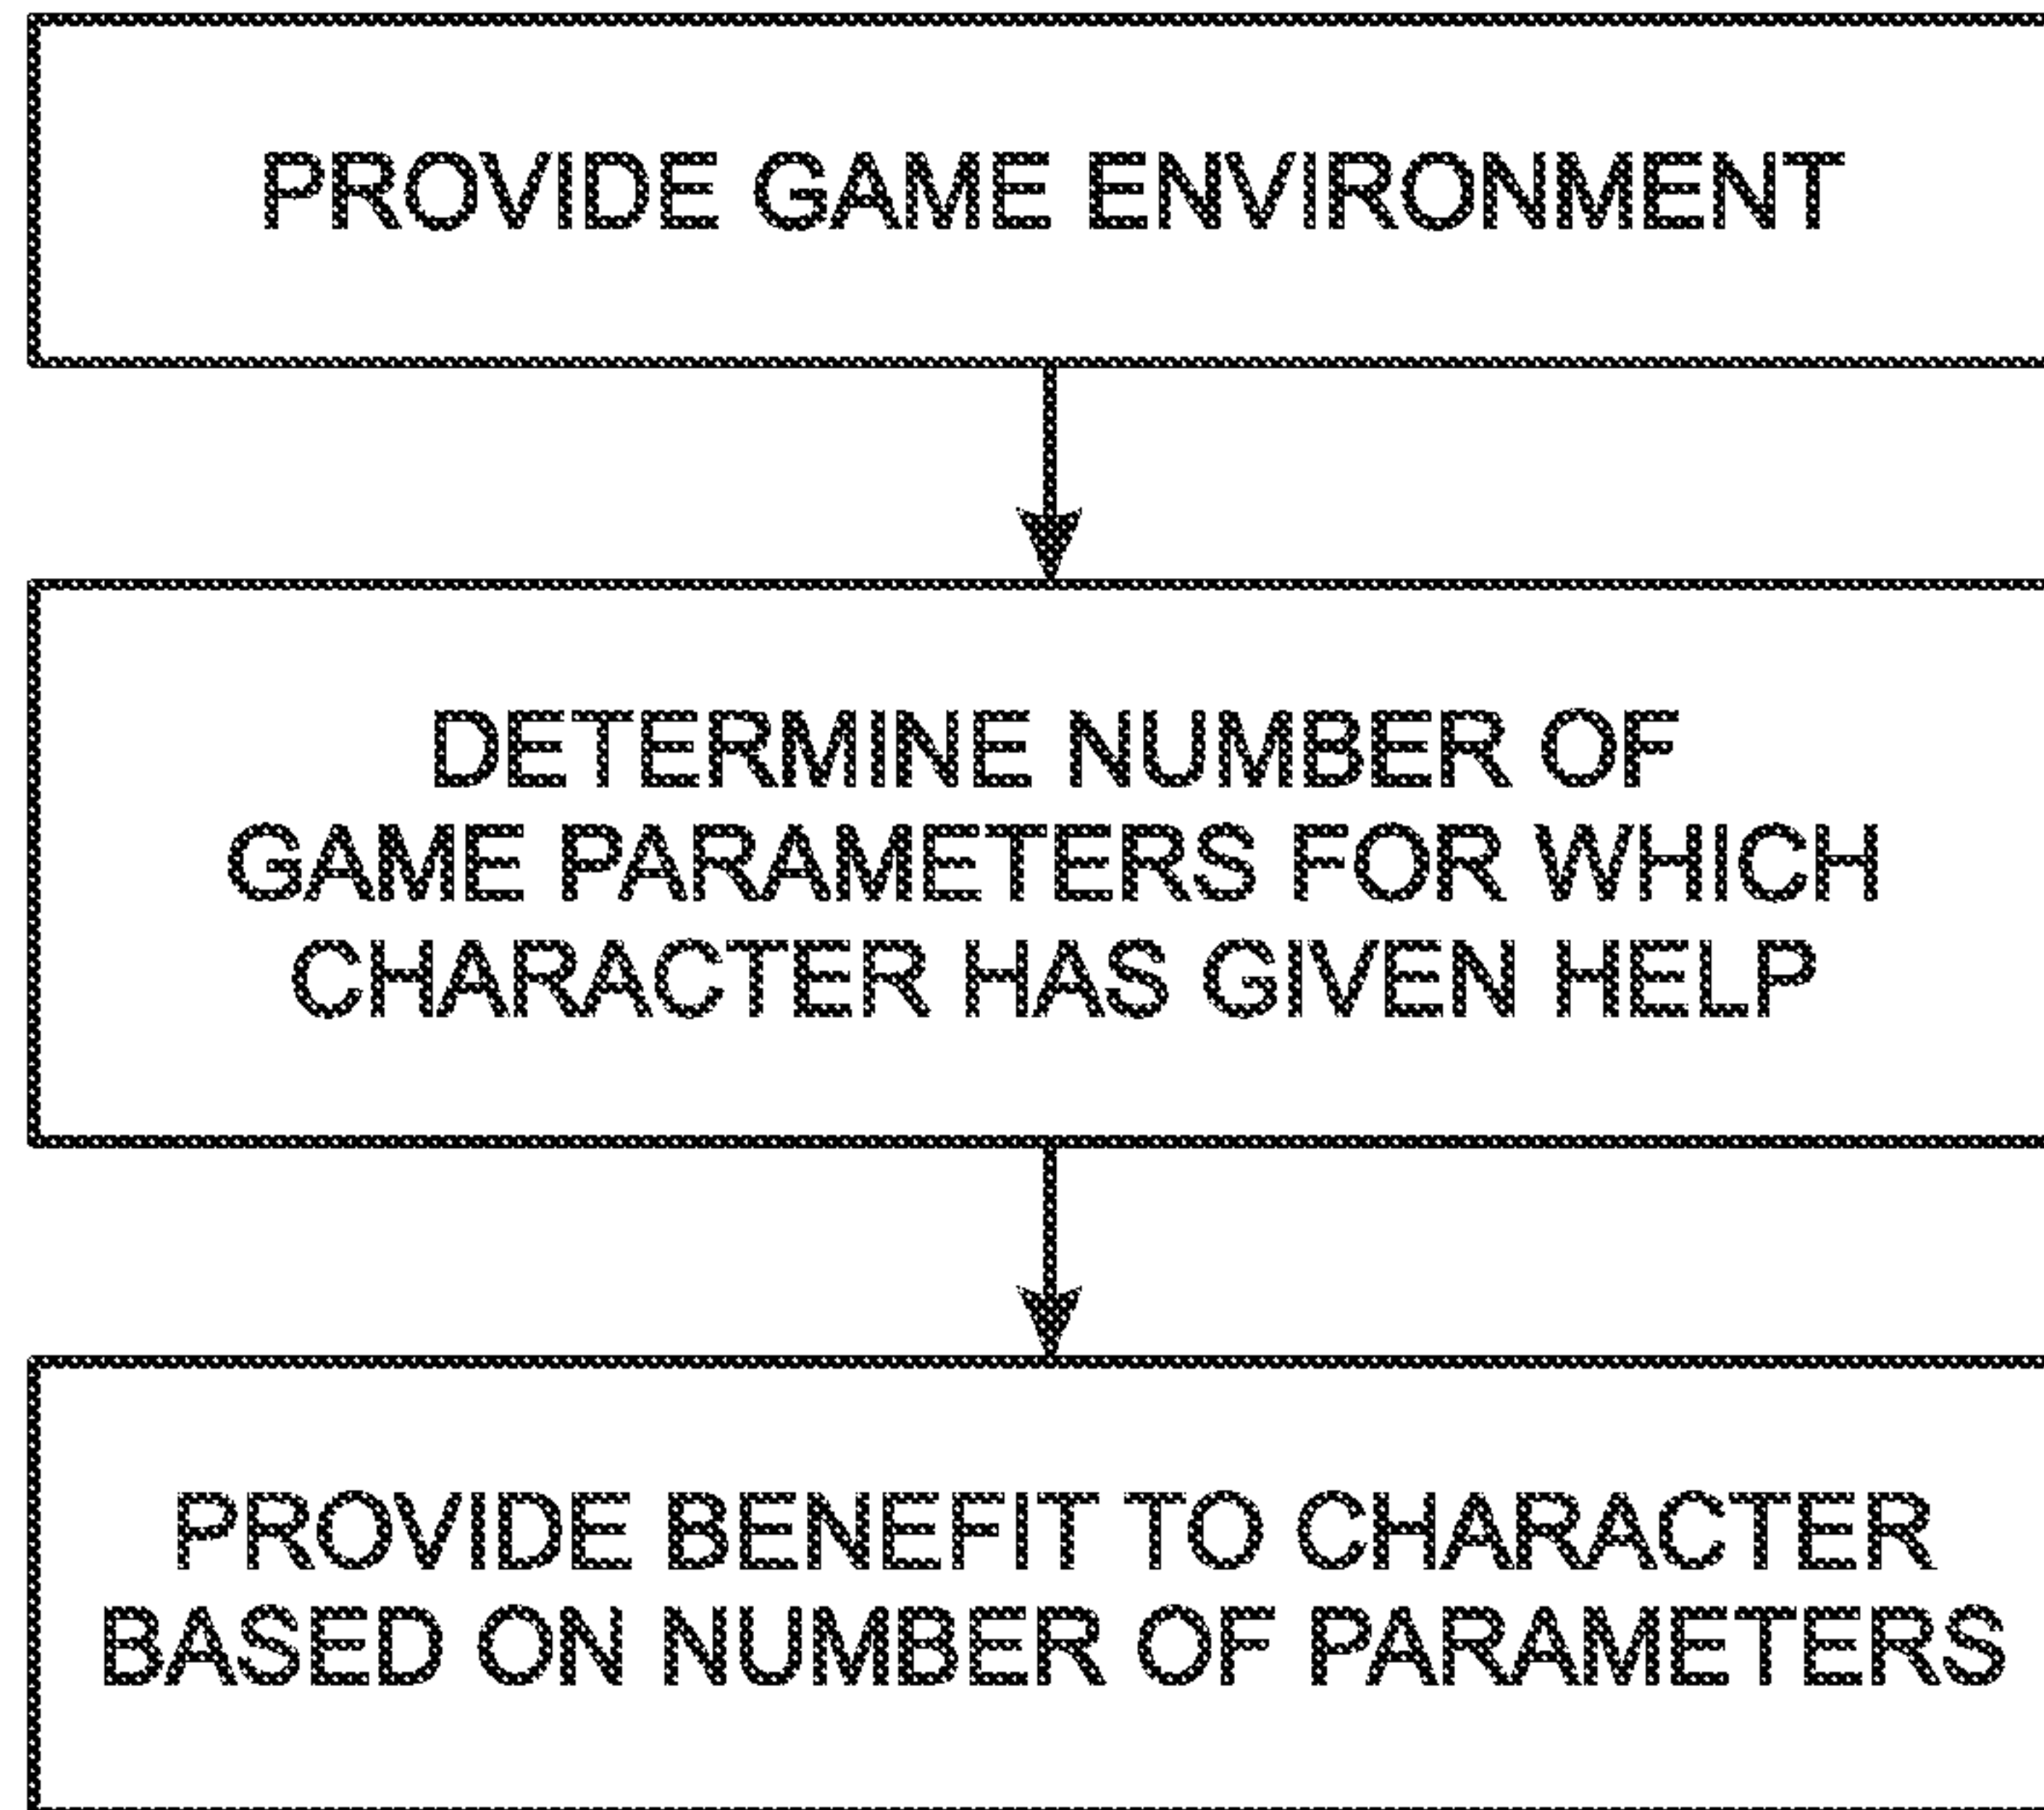 PROVIDE GAME ENVIRONMENT
DETERMINE NUMBER OF
GAME PARAMETERS FOR WHICH
CHARACTER HAS GIVEN HELP
PROVIDE BENEFIT TO CHARACTER
BASED ON NUMBER OF PARAMETERS